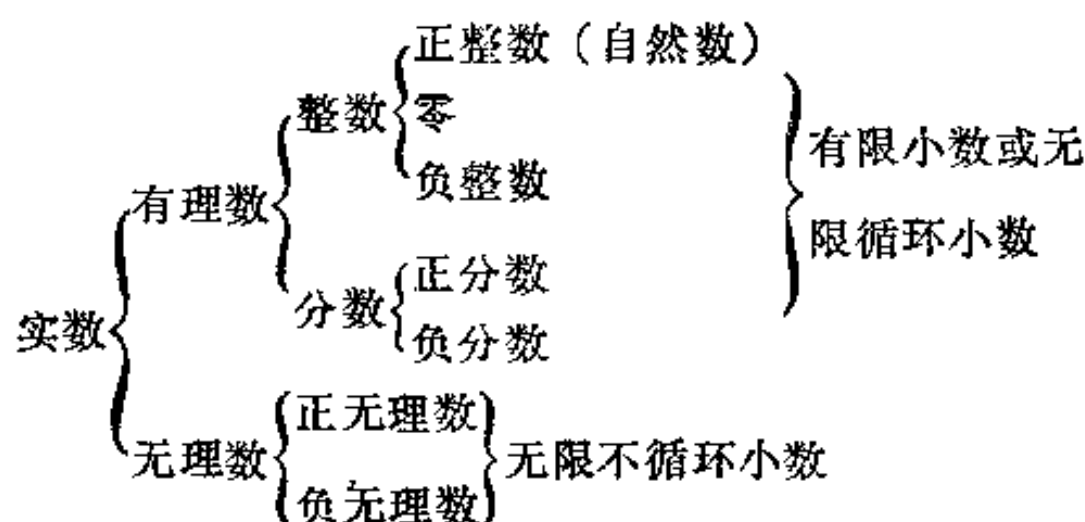 正整数（自然数）
整数
零
有限小数或无
负整数
有理数
限循环小数
正分数
分数
实数
负分数
正无理数
无理数
无限不循环小数
负无理数